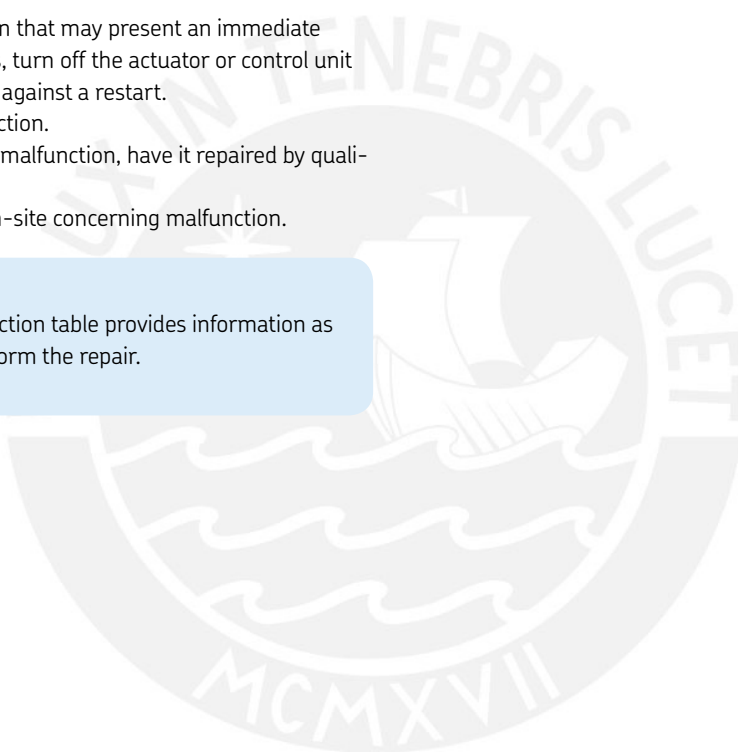 n that may present an immediate
, turn off the actuator or control unit
against a restart.
ction.
malfunction, have it repaired by quali-
n-site concerning malfunction.
ction table provides information as
orm the repair.
UX IN TENEBRIS LUCET
MCMXVII